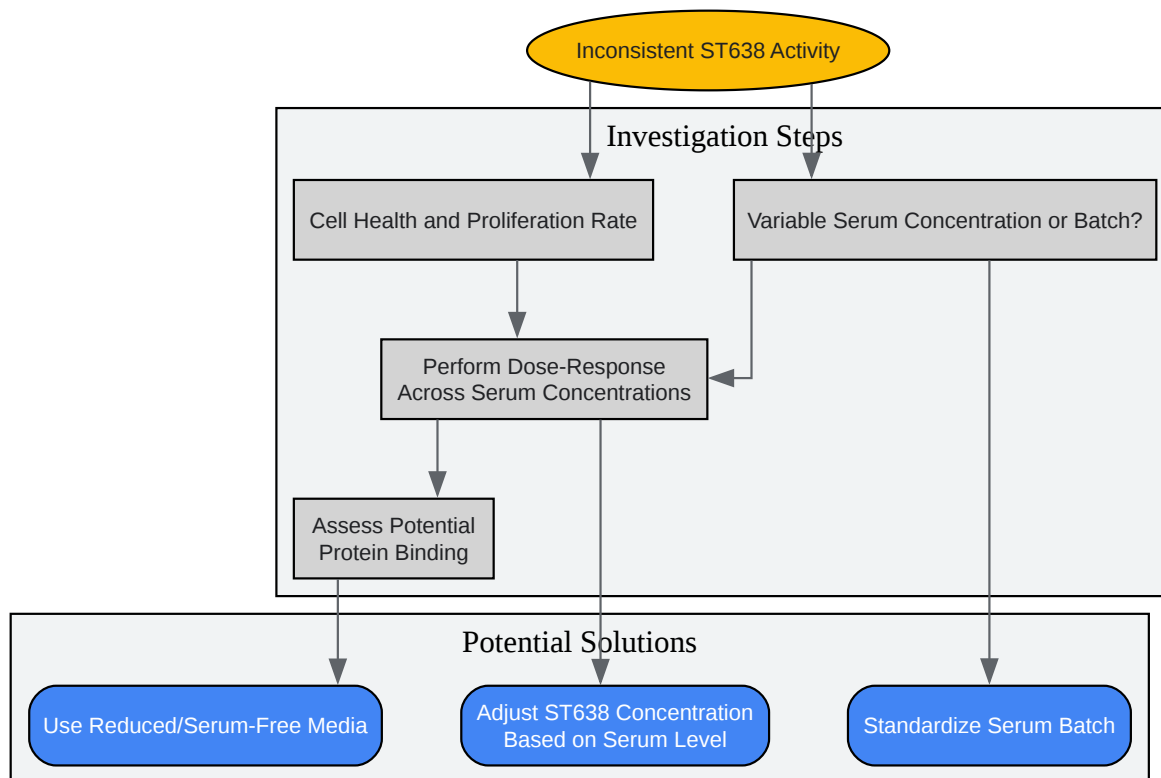 Inconsistent ST638 Activity
Investigation Steps
Cell Health and Proliferation Rate
Variable Serum Concentration or Batch?
Perform Dose-Response
Across Serum Concentrations
Assess Potential
Protein Binding
Potential Solutions
Use Reduced/Serum-Free Media
Adjust ST638 Concentration
Based on Serum Level
Standardize Serum Batch